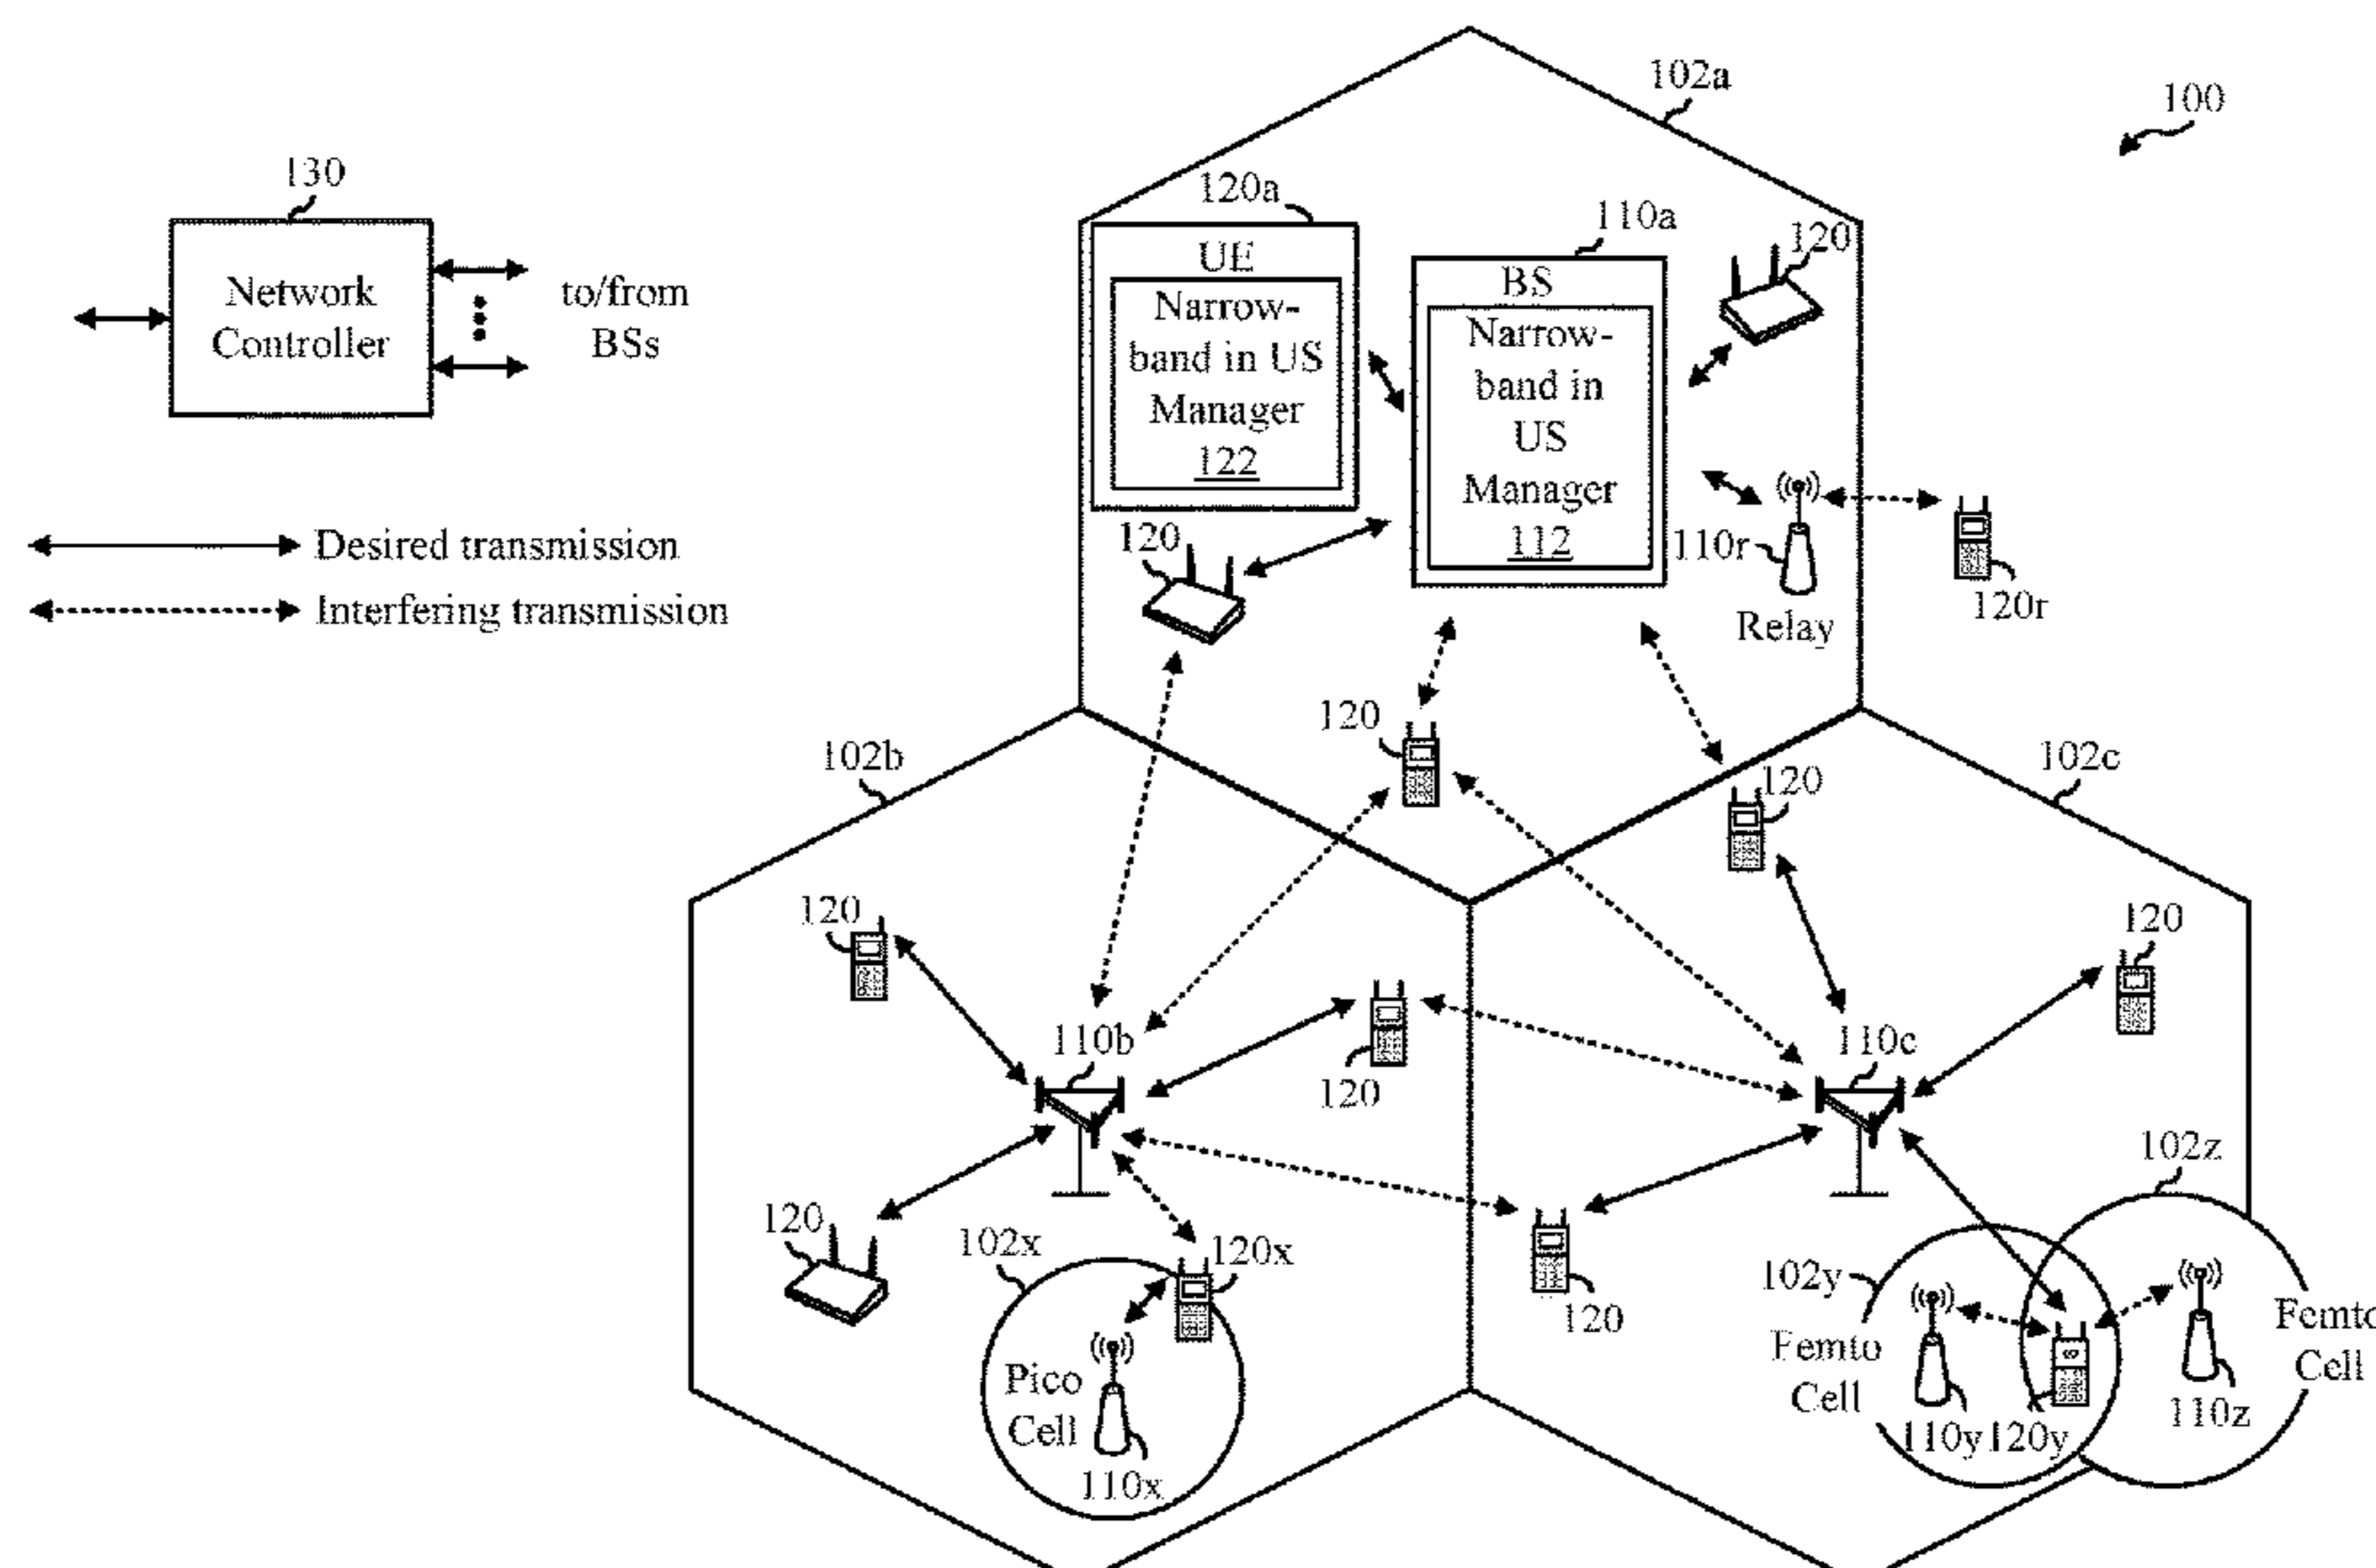 102a
100
130
120a
110a
120
UE
BS
Network
Controller
to/from
BSs
Narrow-
band in US
Manager
122
Narrow-
band in
US
Manager
112
Desired transmission
Interfering transmission
120
110r
Relay
120r
120
102b
120
102c
120
120
110b
120
110c
102z
120
102x
120x
102y
120
Pico
Cell
110x
Femto
Cell
110y
120y
110z
Femto
Cell